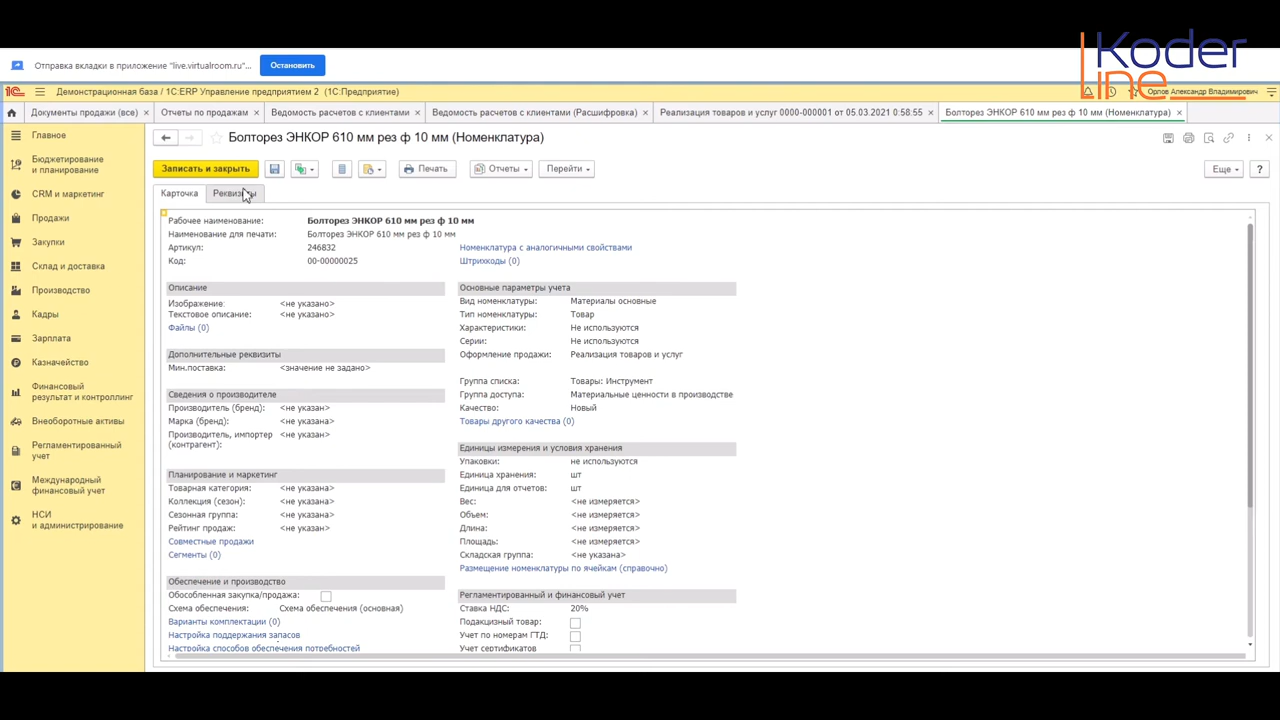 Koder
Line
Отправка вкладки в приложение "live.virtualroom.ru"...
Остановить
Демонстрационная база / 1С:ERP Управление предприятием 2 (1С:Предприятие)
Орлов Александр Владимирович
Документы продажи (все) ×
Отчеты по продажам ×
Ведомость расчетов с клиентами ×
Ведомость расчетов с клиентами (Расшифровка) ×
Реализация товаров и услуг 0000-000001 от 05.03.2021 0:58:55 ×
Болторез ЭНКОР 610 мм рез ф 10 мм (Номенклатура) ×
Главное
Бюджетирование
и планирование
CRM и маркетинг
Продажи
Закупки
Склад и доставка
Производство
Кадры
Зарплата
Казначейство
Финансовый
результат и контроллинг
Внеоборотные активы
Регламентированный
учет
Международный
финансовый учет
НСИ
и администрирование
Болторез ЭНКОР 610 мм рез ф 10 мм (Номенклатура)
Записать и закрыть
Печать
Отчеты
Перейти
Еще
?
Карточка
Реквизиты
Рабочее наименование: Болторез ЭНКОР 610 мм рез ф 10 мм
Наименование для печати: Болторез ЭНКОР 610 мм рез ф 10 мм
Артикул: 246832
Код: 00-00000025
Номенклатура с аналогичными свойствами
Штрихкоды (0)
Описание
Изображение: <не указано>
Текстовое описание: <не указано>
Файлы (0)
Дополнительные реквизиты
Мин.поставка: <значение не задано>
Сведения о производителе
Производитель (бренд): <не указан>
Марка (бренд): <не указан>
Производитель, импортер <не указан>
(контрагент):
Планирование и маркетинг
Товарная категория: <не указана>
Коллекция (сезон): <не указана>
Сезонная группа: <не указана>
Рейтинг продаж: <не указан>
Совместные продажи
Сегменты (0)
Обеспечение и производство
Обособленная закупка/продажа:
Схема обеспечения: Схема обеспечения (основная)
Варианты комплектации (0)
Настройка поддержания запасов
Настройка способов обеспечения потребностей
Основные параметры учета
Вид номенклатуры: Материалы основные
Тип номенклатуры: Товар
Характеристики: Не используются
Серии: Не используются
Оформление продажи: Реализация товаров и услуг
Группа списка: Товары: Инструмент
Группа доступа: Материальные ценности в производстве
Качество: Новый
Товары другого качества (0)
Единицы измерения и условия хранения
Упаковки: не используются
Единица хранения: шт
Единица для отчетов: шт
Вес: <не измеряется>
Объем: <не измеряется>
Длина: <не измеряется>
Площадь: <не измеряется>
Складская группа: <не указана>
Размещение номенклатуры по ячейкам (справочно)
Регламентированный и финансовый учет
Ставка НДС: 20%
Подакцизный товар:
Учет по номерам ГТД:
Учет сертификатов